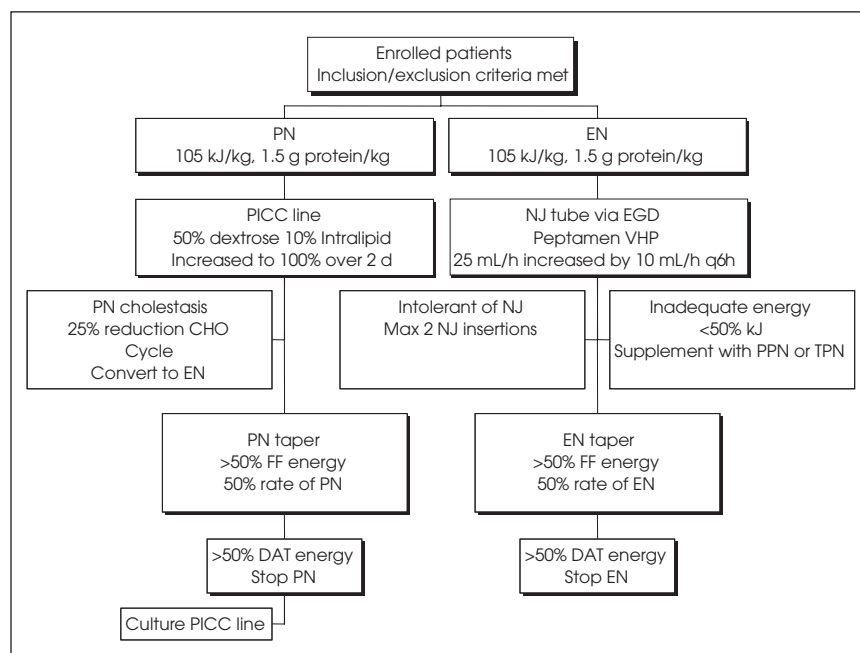 Enrolled patients
Inclusion/exclusion criteria met
PN
105 kJ/kg, 1.5 g protein/kg
EN
105 kJ/kg, 1.5 g protein/kg
PICC line
50% dextrose 10% Intralipid
Increased to 100% over 2 d
NJ tube via EGD
Peptamen VHP
25 mL/h increased by 10 mL/h q6h
PN cholestasis
25% reduction CHO
Cycle
Convert to EN
Intolerant of NJ
Max 2 NJ insertions
Inadequate energy
<50% kJ
Supplement with PPN or TPN
PN taper
>50% FF energy
50% rate of PN
EN taper
>50% FF energy
50% rate of EN
>50% DAT energy
Stop PN
>50% DAT energy
Stop EN
Culture PICC line